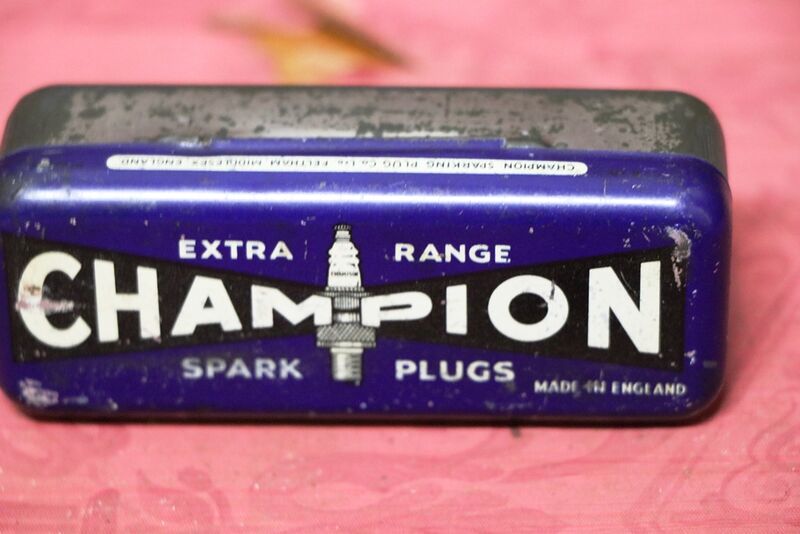 CHAMPION SPARKING PLUG CO LTD. FELTHAM MIDDLESEX ENGLAND
EXTRA RANGE
CHAMPION
SPARK PLUGS
MADE IN ENGLAND